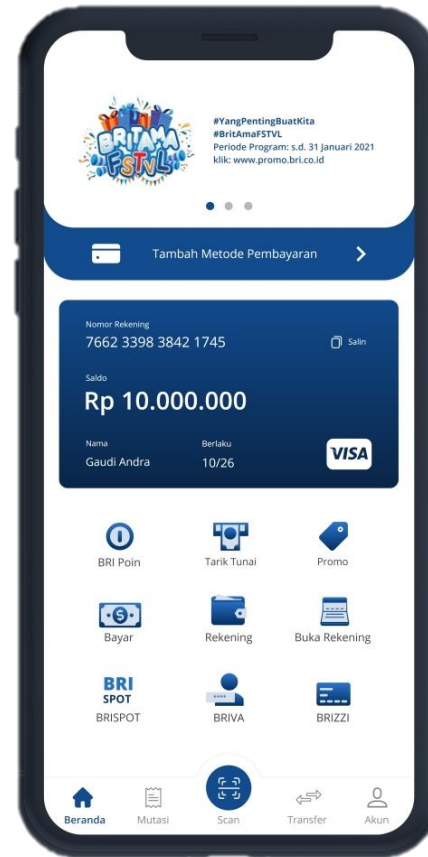 BRITAMA
FSTVL
#YangPentingBuatKita
#BritAmaFSTVL
Periode Program: s.d. 31 Januari 2021
klik: www.promo.bri.co.id
Tambah Metode Pembayaran
Nomor Rekening
7662 3398 3842 1745
Salin
Saldo
Rp 10.000.000
Nama
Berlaku
Gaudi Andra
10/26
VISA
BRI Poin
Tarik Tunai
Promo
Bayar
Rekening
Buka Rekening
BRI
SPOT
BRISPOT
BRIVA
BRIZZI
Beranda
Mutasi
Scan
Transfer
Akun